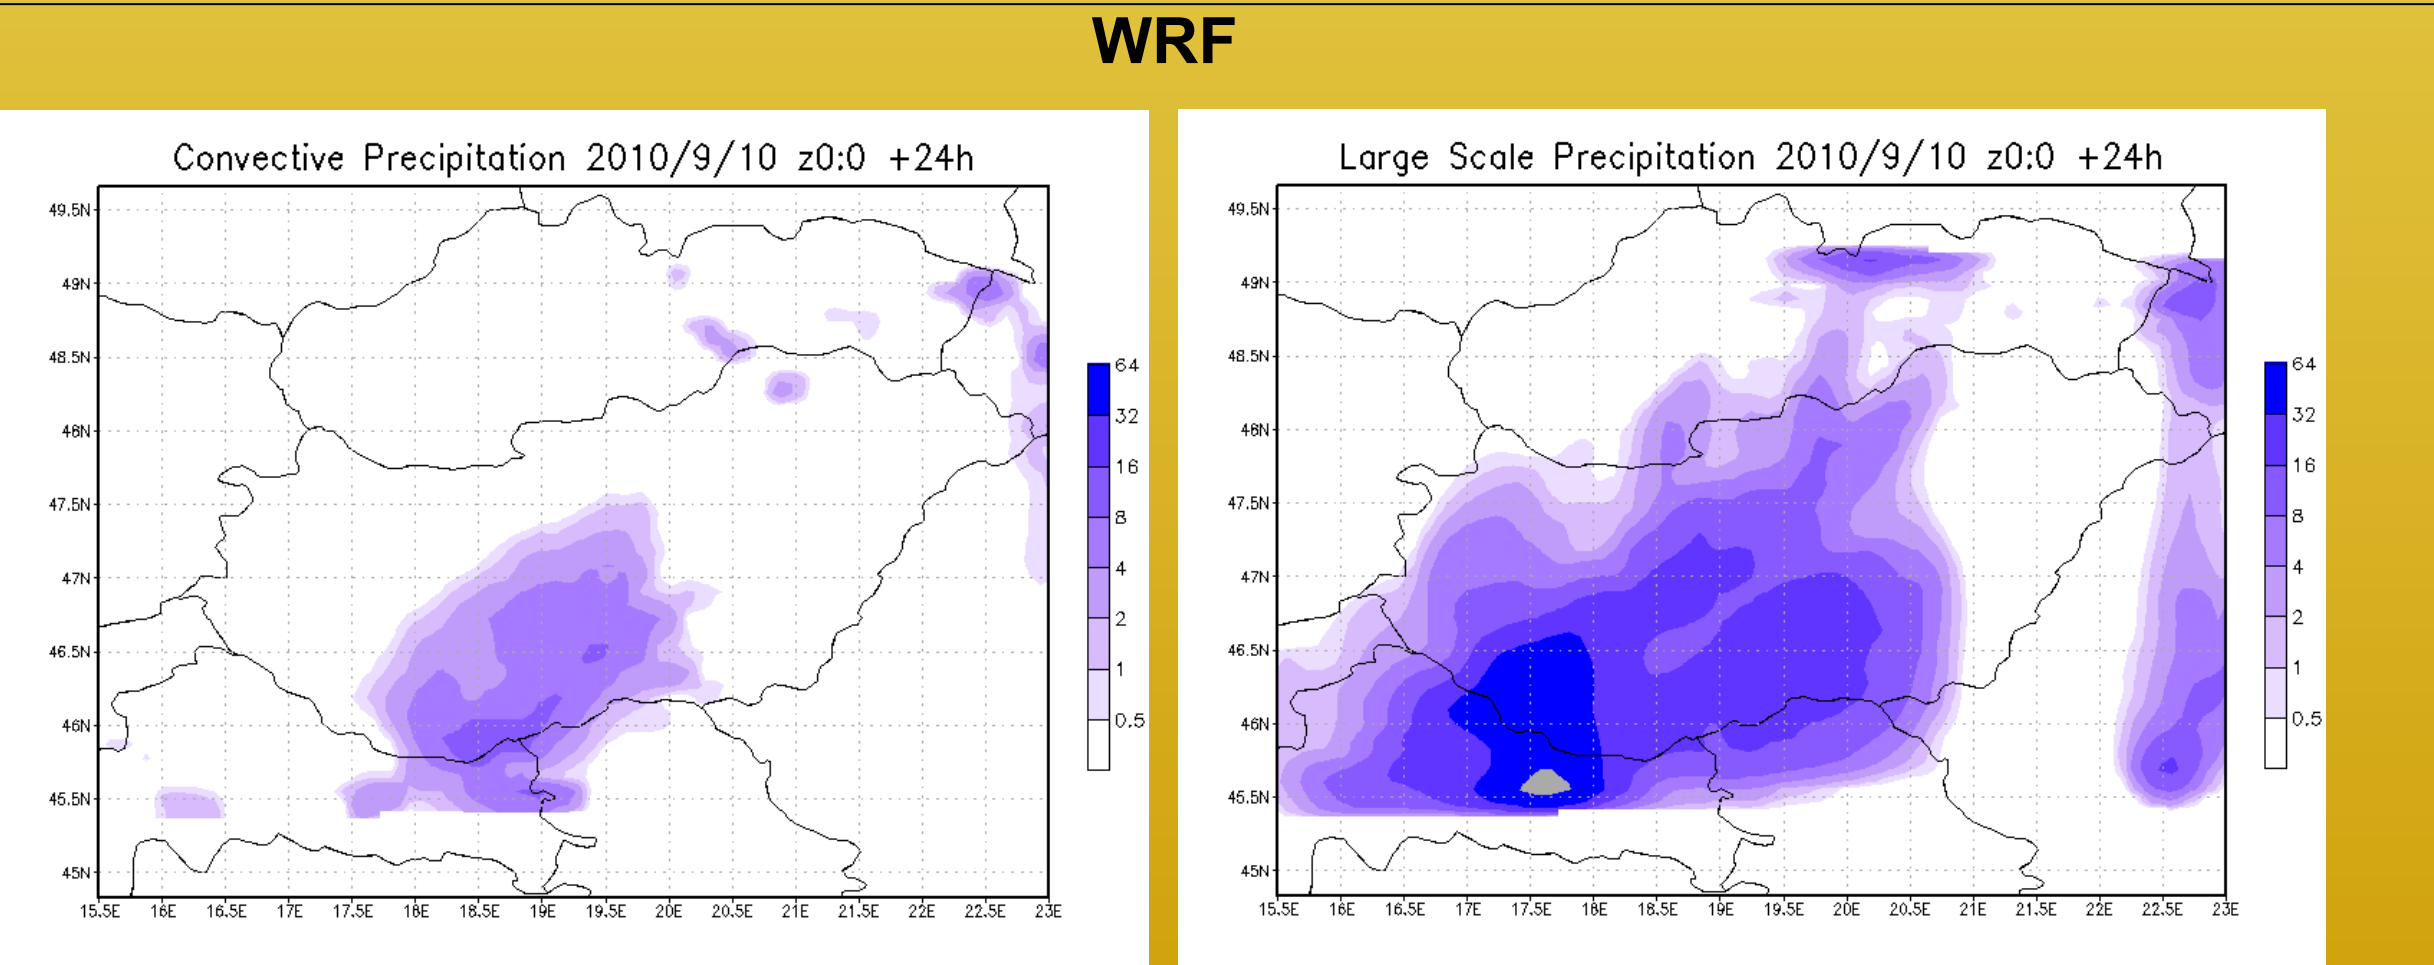 WRF
Convective Precipitation 2010/9/10 z0:0 +24h
49.5N
49N
48.5N
48N
47.5N
47N
46.5N
46N
45.5N
45N
15.5E 16E 16.5E 17E 17.5E 18E 18.5E 19E 19.5E 20E 20.5E 21E 21.5E 22E 22.5E 23E
64
32
16
8
4
2
1
0.5
Large Scale Precipitation 2010/9/10 z0:0 +24h
49.5N
49N
48.5N
48N
47.5N
47N
46.5N
46N
45.5N
45N
15.5E 16E 16.5E 17E 17.5E 18E 18.5E 19E 19.5E 20E 20.5E 21E 21.5E 22E 22.5E 23E
64
32
16
8
4
2
1
0.5